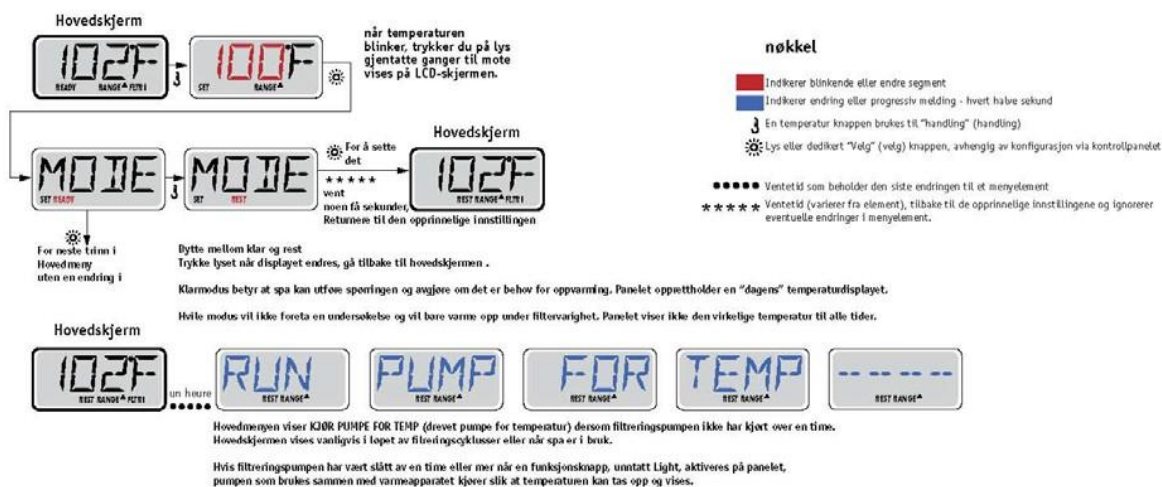 Hovedskjerm
102°F
READY RANGE FLTR I
100°F
SET RANGE
når temperaturen
blinker, trykker du på lys
gjentatte ganger til mote
vises på LCD-skjermen.
nøkkel
Indikerer blinkende eller endre segment
Indikerer endring eller progressiv melding - hvert halve sekund
En temperatur knappen brukes til "handling" (handling)
Lys eller dedikert "Velg" (velg) knappen, avhengig av konfigurasjon via kontrollpanelet
Ventetid som beholder den siste endringen til et menyelement
***** Ventetid (varierer fra element), tilbake til de opprinnelige innstillingene og ignorerer
eventuelle endringer i menyelement.
MODE
SET READY
MODE
SET REST
For å sette
det
*****
vent
noen få sekunder,
Returnere til den opprinnelige innstillingen
Hovedskjerm
102°F
REST RANGE FLTR I
For neste trinn i
Hovedmeny
uten en endring i
Bytte mellom klar og rest
Trykke lyset når displayet endres, gå tilbake til hovedskjermen .
Klarmodus betyr at spa kan utføre spørringen og avgjøre om det er behov for oppvarming. Panelet opprettholder en "dagens" temperaturdisplayet.
Hvile modus vil ikke foreta en undersøkelse og vil bare varme opp under filtervarighet. Panelet viser ikke den virkelige temperatur til alle tider.
Hovedskjerm
102°F
REST RANGE FLTR I
un heure
RUN
REST RANGE
PUMP
REST RANGE
FOR
REST RANGE
TEMP
REST RANGE
-- -- -- --
REST RANGE
Hovedmenyen viser KJØR PUMPE FOR TEMP (drevet pumpe for temperatur) dersom filtreringspumpen ikke har kjørt over en time.
Hovedskjermen vises vanligvis i løpet av filreringscyklusser eller når spa er i bruk.
Hvis filtreringspumpen har vært slått av en time eller mer når en funksjonsknapp, unntatt Light, aktiveres på panelet,
pumpen som brukes sammen med varmeapparatet kjører slik at temperaturen kan tas opp og vises.